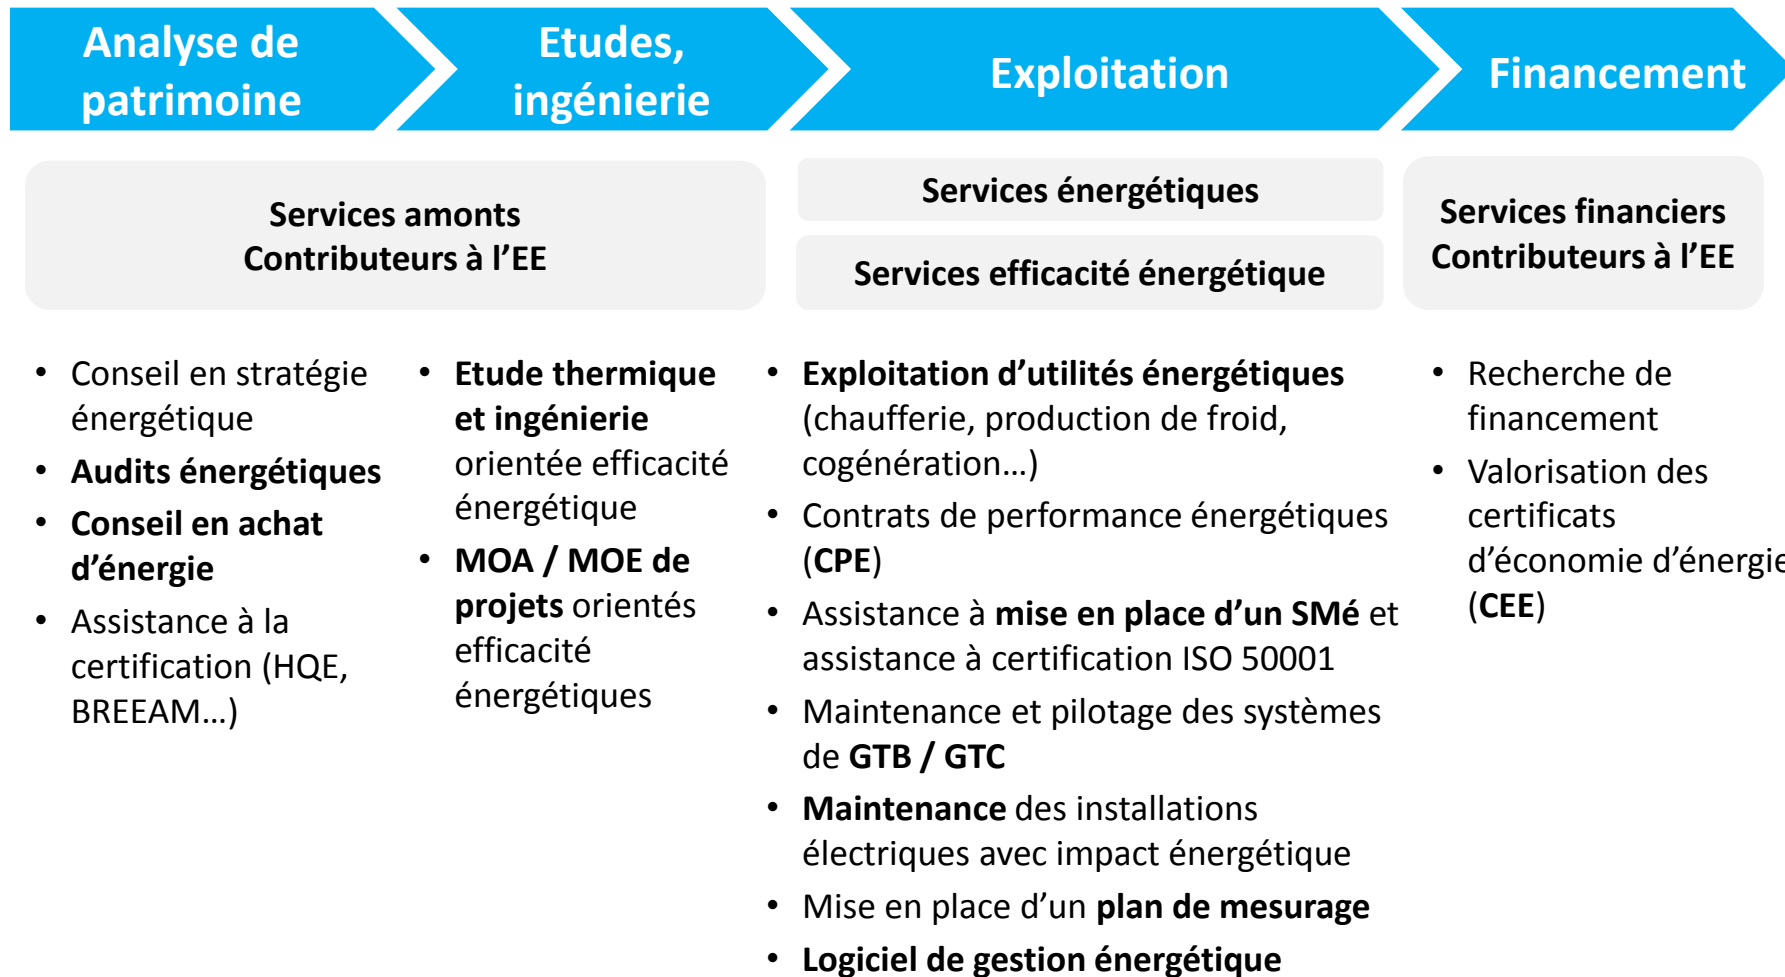 Analyse de
patrimoine
Etudes,
ingénierie
Exploitation
Financement
Services amonts
Contributeurs à l’EE
Services énergétiques
Services efficacité énergétique
Services financiers
Contributeurs à l’EE
• Conseil en stratégie
énergétique
• Audits énergétiques
• Conseil en achat
d’énergie
• Assistance à la
certification (HQE,
BREEAM…)
• Etude thermique
et ingénierie
orientée efficacité
énergétique
• MOA / MOE de
projets orientés
efficacité
énergétiques
• Exploitation d’utilités énergétiques
(chaufferie, production de froid,
cogénération…)
• Contrats de performance énergétiques
(CPE)
• Assistance à mise en place d’un SMé et
assistance à certification ISO 50001
• Maintenance et pilotage des systèmes
de GTB / GTC
• Maintenance des installations
électriques avec impact énergétique
• Mise en place d’un plan de mesurage
• Logiciel de gestion énergétique
• Recherche de
financement
• Valorisation des
certificats
d’économie d’énergie
(CEE)